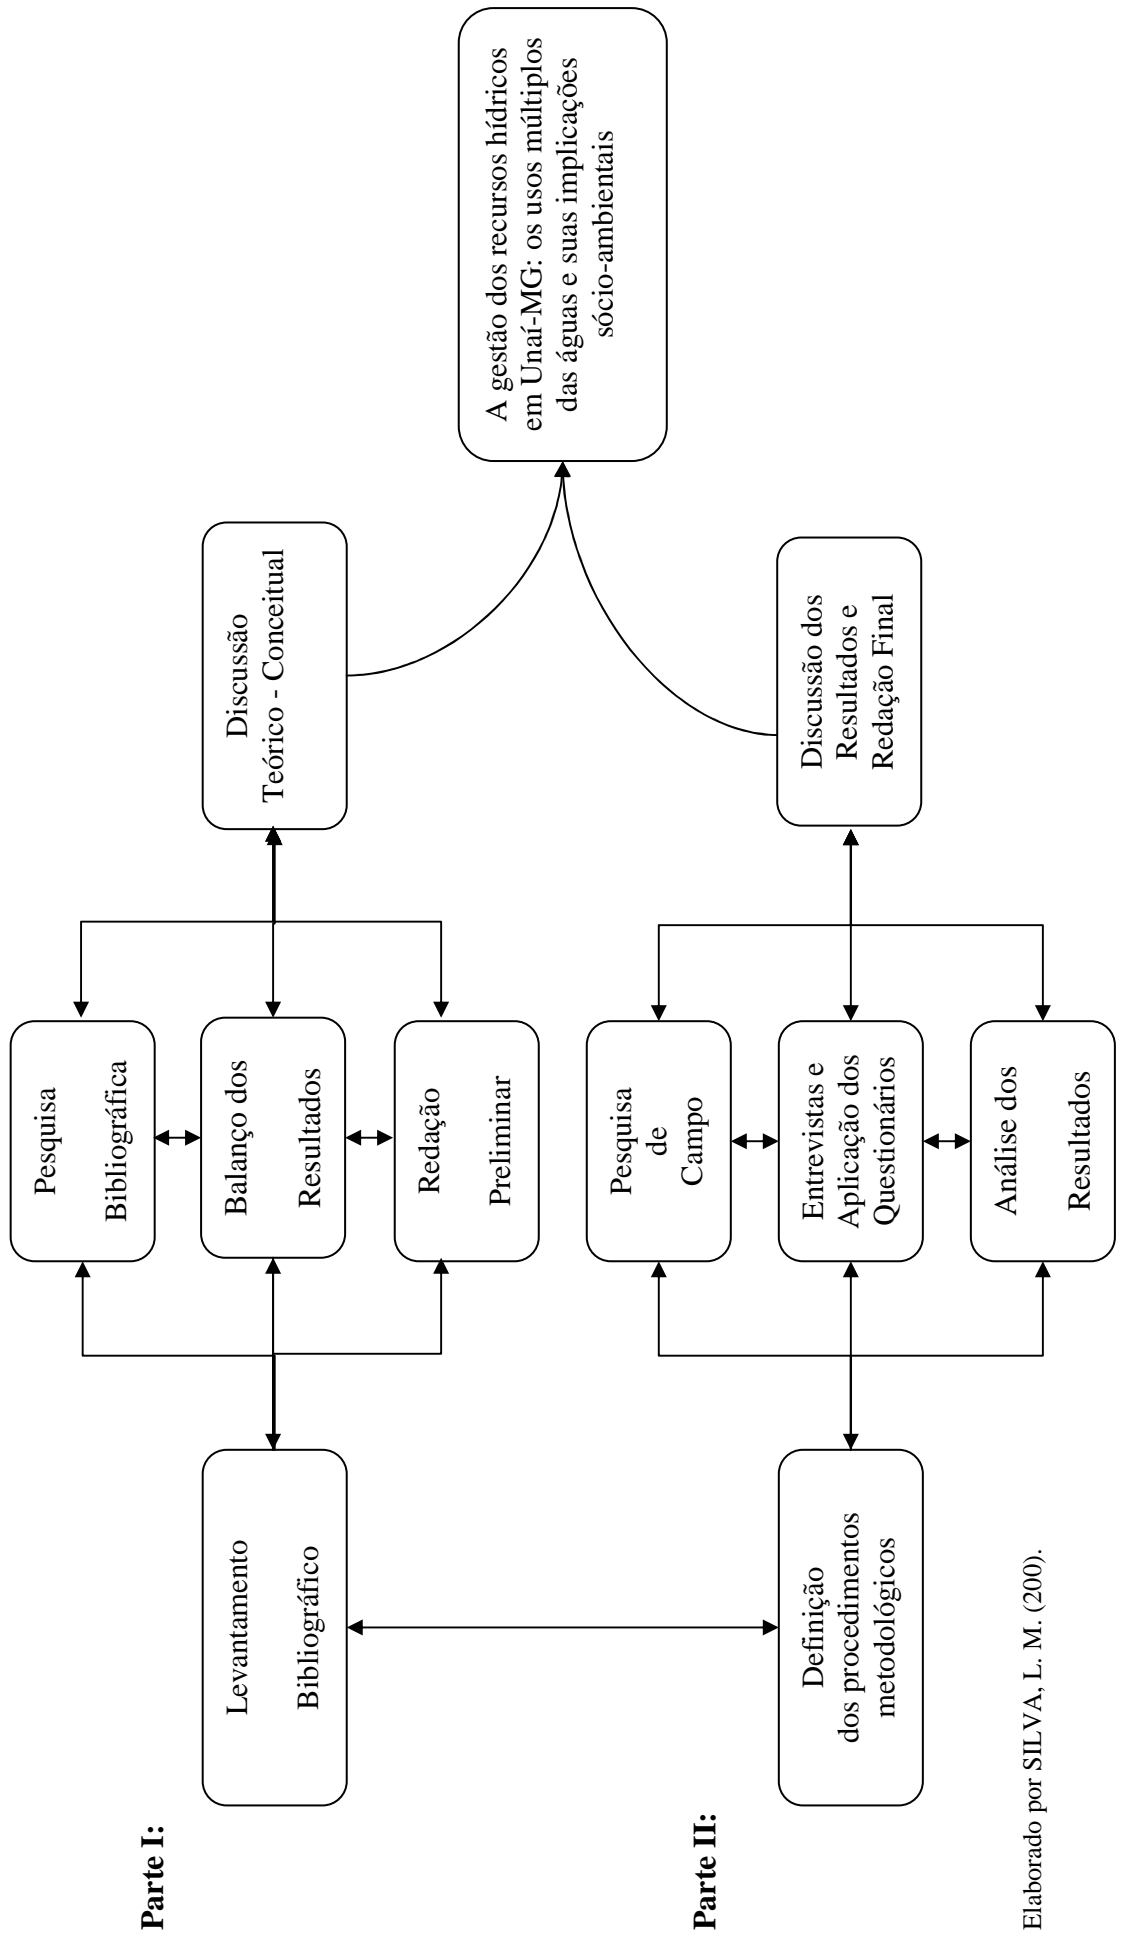 Parte I:
Levantamento
Bibliográfico
Pesquisa
Bibliográfica
Balanço dos
Resultados
Redação
Preliminar
Discussão
Teórico - Conceitual
A gestão dos recursos hídricos
em Unaí-MG: os usos múltiplos
das águas e suas implicações
sócio-ambientais
Parte II:
Definição
dos procedimentos
metodológicos
Pesquisa
de
Campo
Entrevistas e
Aplicação dos
Questionários
Análise dos
Resultados
Discussão dos
Resultados e
Redação Final
Elaborado por SILVA, L. M. (200).